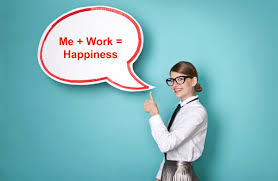 Me + Work =
Happiness